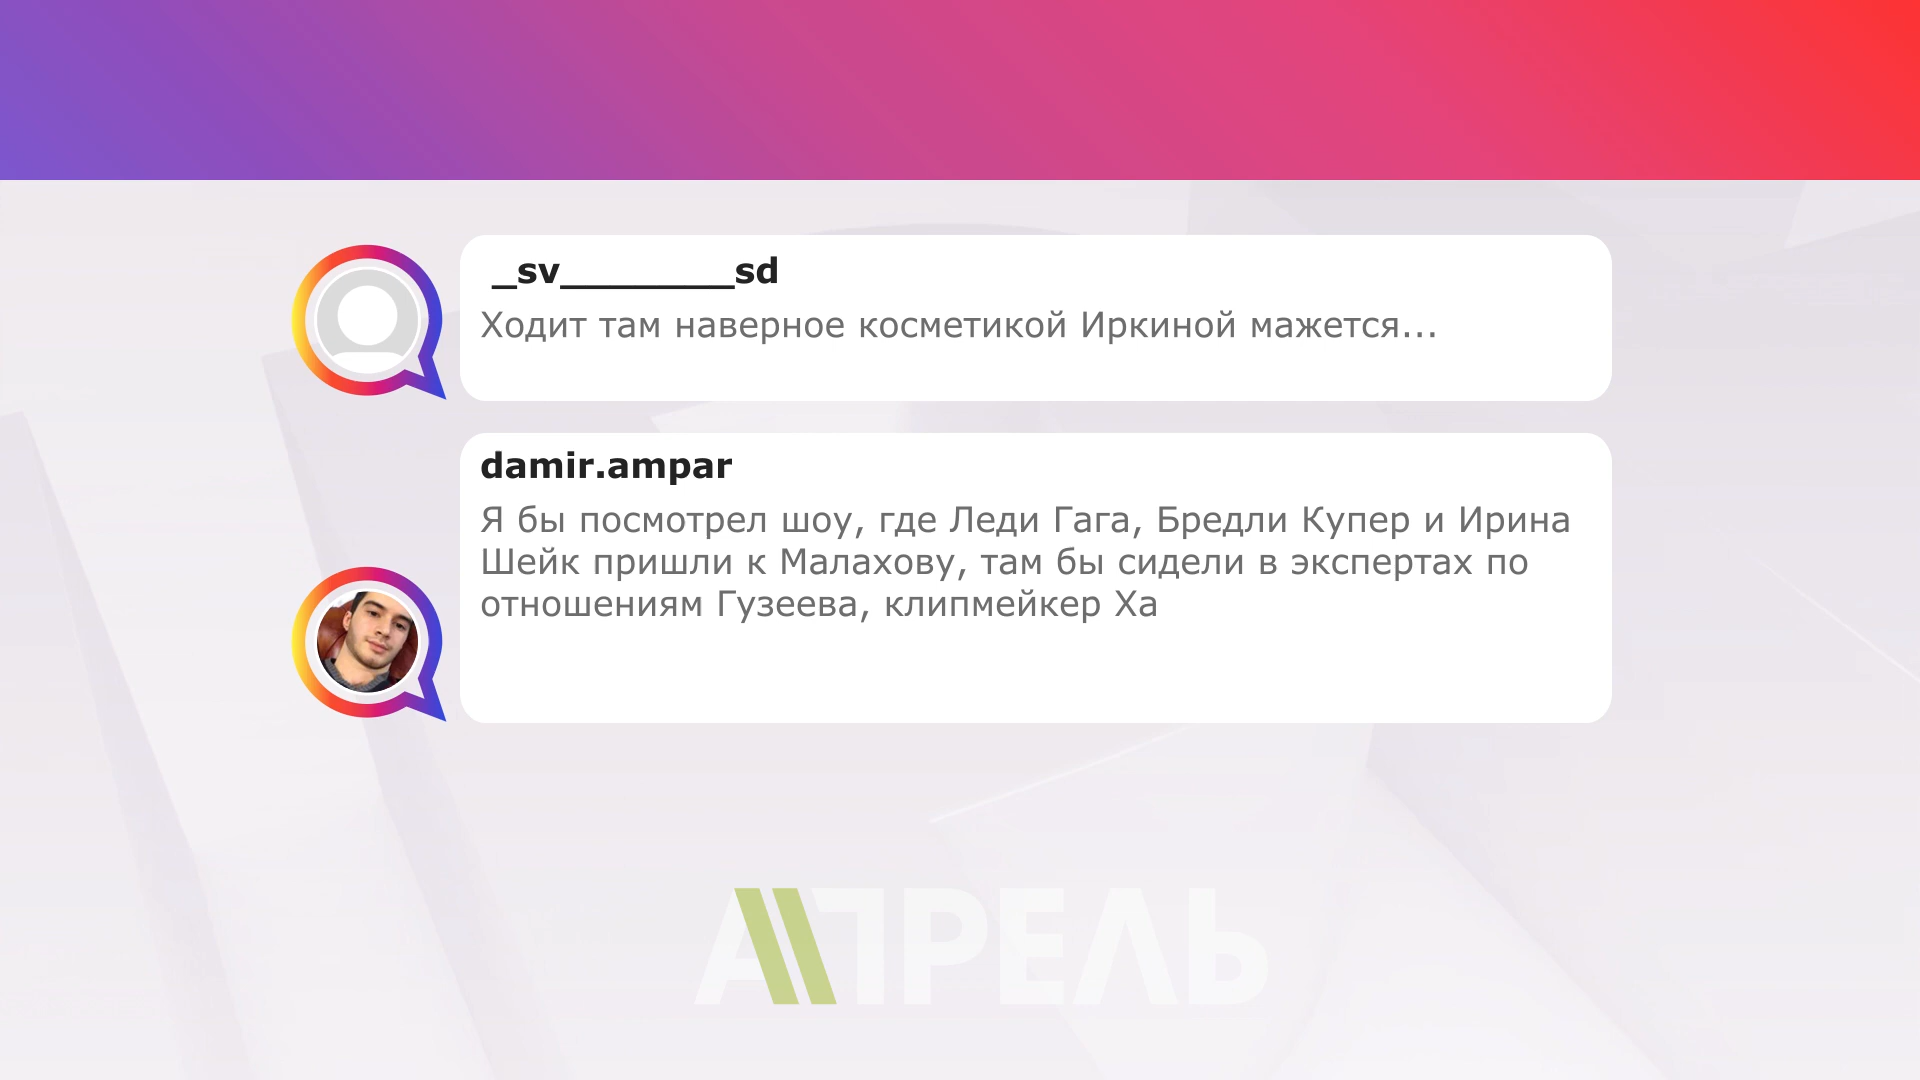 _sv________sd
Ходит там наверное косметикой Иркиной мажется...
damir.ampar
Я бы посмотрел шоу, где Леди Гага, Бредли Купер и Ирина
Шейк пришли к Малахову, там бы сидели в экспертах по
отношениям Гузеева, клипмейкер Ха
АПРЕЛЬ